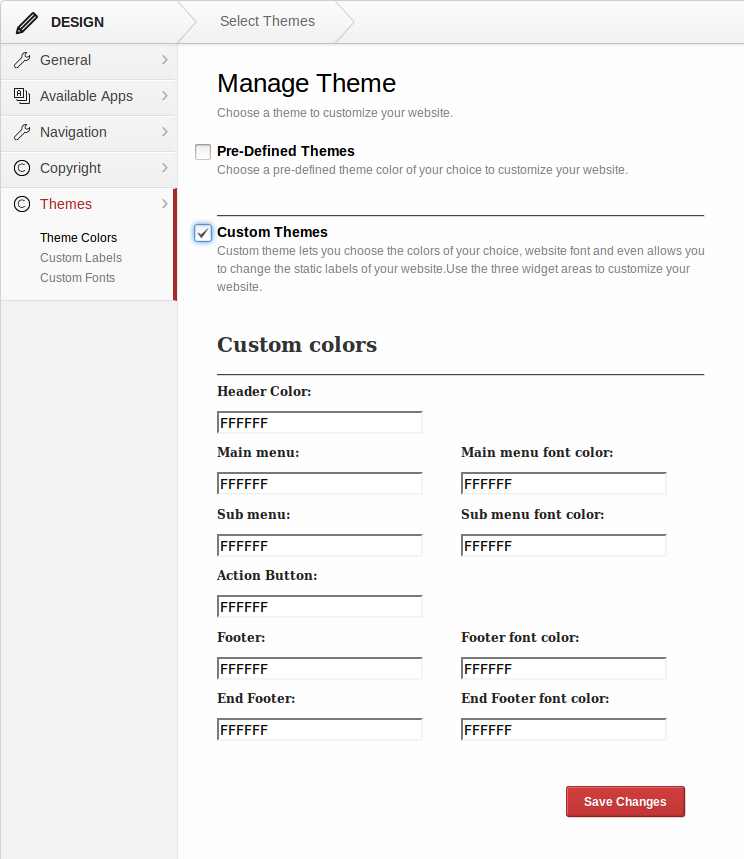 DESIGN
Select Themes
General
Available Apps
Navigation
Copyright
Themes
Theme Colors
Custom Labels
Custom Fonts
Manage Theme
Choose a theme to customize your website.
Pre-Defined Themes
Choose a pre-defined theme color of your choice to customize your website.
Custom Themes
Custom theme lets you choose the colors of your choice, website font and even allows you
to change the static labels of your website.Use the three widget areas to customize your
website.
Custom colors
Header Color:
FFFFFF
Main menu: Main menu font color:
FFFFFF FFFFFF
Sub menu: Sub menu font color:
FFFFFF FFFFFF
Action Button:
FFFFFF
Footer: Footer font color:
FFFFFF FFFFFF
End Footer: End Footer font color:
FFFFFF FFFFFF
Save Changes